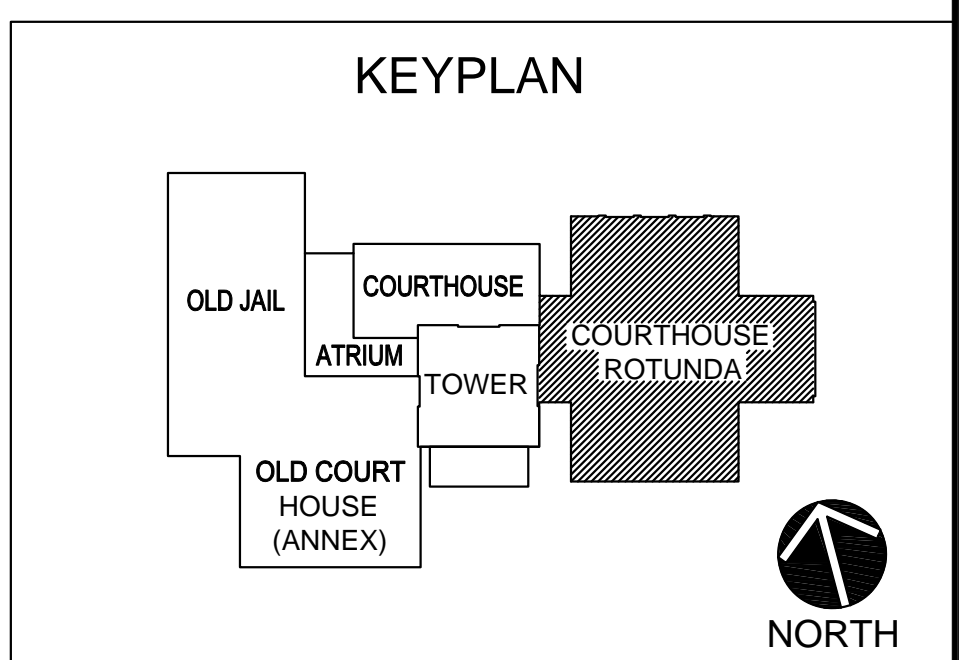 KEYPLAN
OLD JAIL
COURTHOUSE
ATRIUM
TOWER
COURTHOUSE
ROTUNDA
OLD COURT
HOUSE
(ANNEX)
NORTH